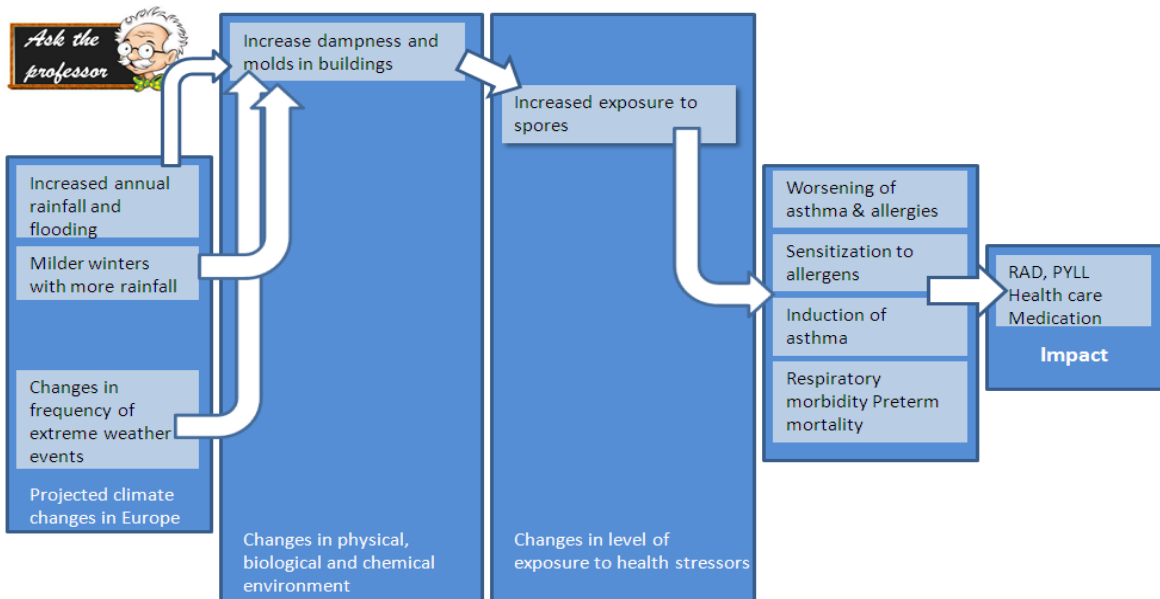 Ask the
professor
Increased annual
rainfall and
flooding
Milder winters
with more rainfall
Changes in
frequency of
extreme weather
events
Projected climate
changes in Europe
Increase dampness and
molds in buildings
Changes in physical,
biological and chemical
environment
Increased exposure to
spores
Changes in level of
exposure to health stressors
Worsening of
asthma & allergies
Sensitization to
allergens
Induction of
asthma
Respiratory
morbidity Preterm
mortality
RAD, PYLL
Health care
Medication
Impact